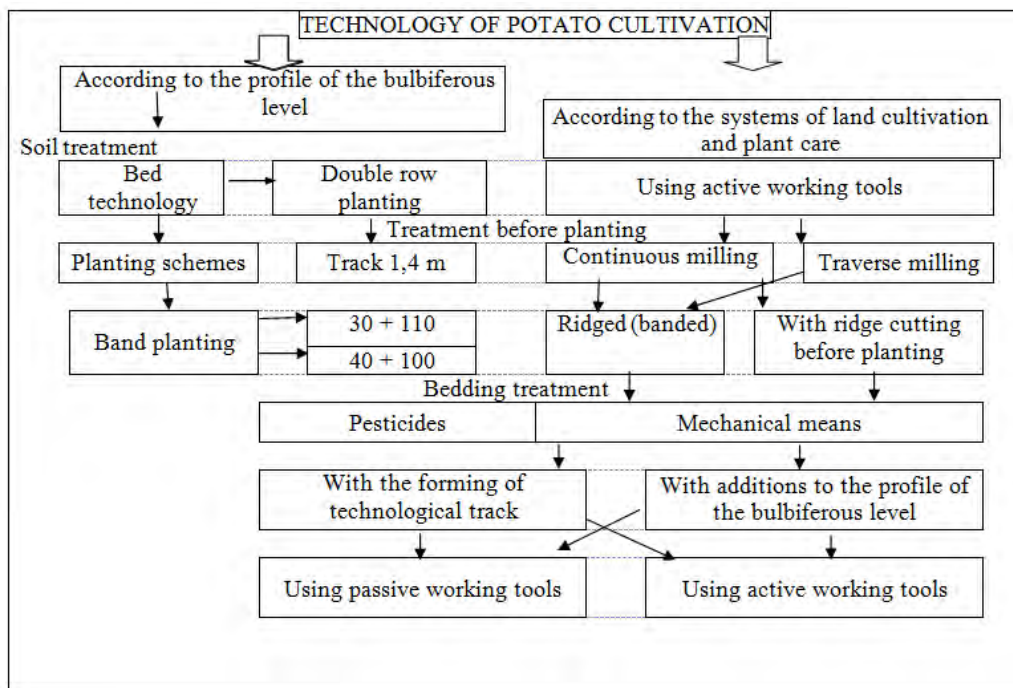 TECHNOLOGY OF POTATO CULTIVATION
According to the profile of the bulbiferous
level
According to the systems of land cultivation
and plant care
Soil treatment
Bed
technology
Double row
planting
Using active working tools
Treatment before planting
Planting schemes
Track 1,4 m
Continuous milling
Traverse milling
Band planting
30 + 110
40 + 100
Ridged (banded)
With ridge cutting
before planting
Bedding treatment
Pesticides
Mechanical means
With the forming of
technological track
With additions to the profile of
the bulbiferous level
Using passive working tools
Using active working tools